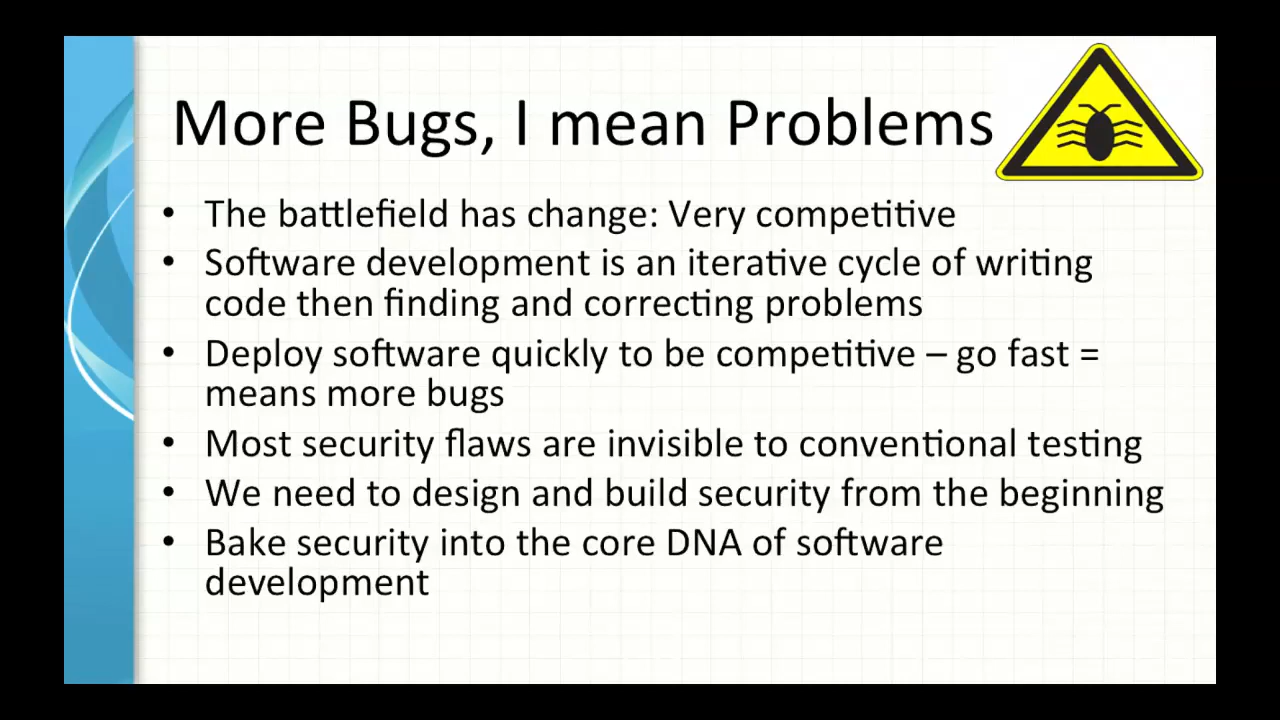 More Bugs, I mean Problems
• The battlefield has change: Very competitive
• Software development is an iterative cycle of writing
code then finding and correcting problems
• Deploy software quickly to be competitive – go fast =
means more bugs
• Most security flaws are invisible to conventional testing
• We need to design and build security from the beginning
• Bake security into the core DNA of software
development